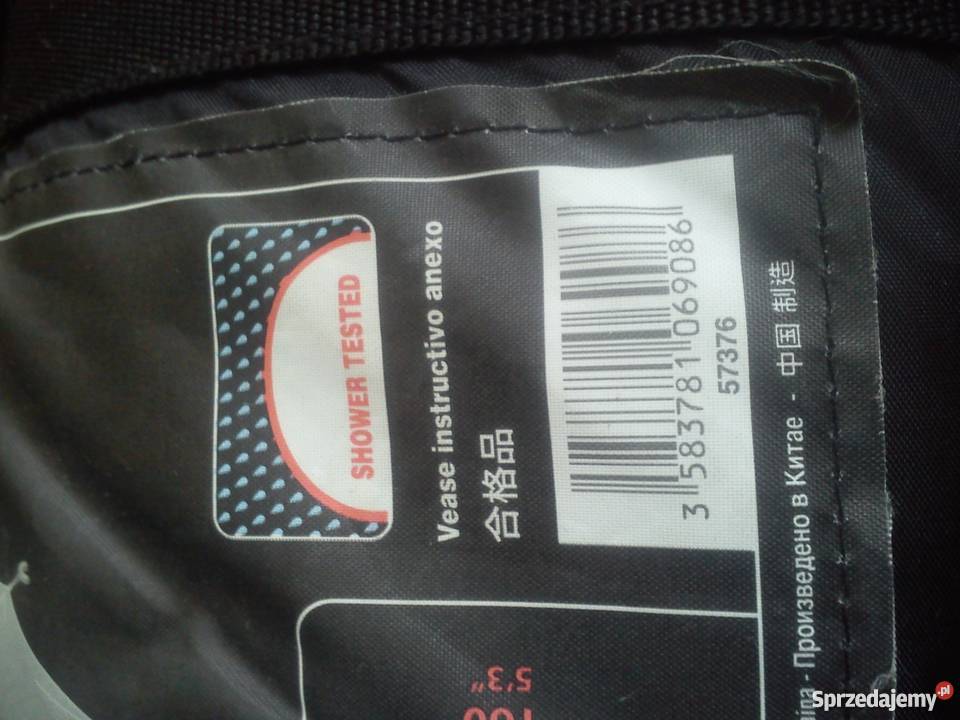 SHOWER TESTED
Vease instructivo anexo
合格品
3 583781 069086
57376
- Произведено в Китае - 中国 制造
5'3"
Sprzedajemy.pl